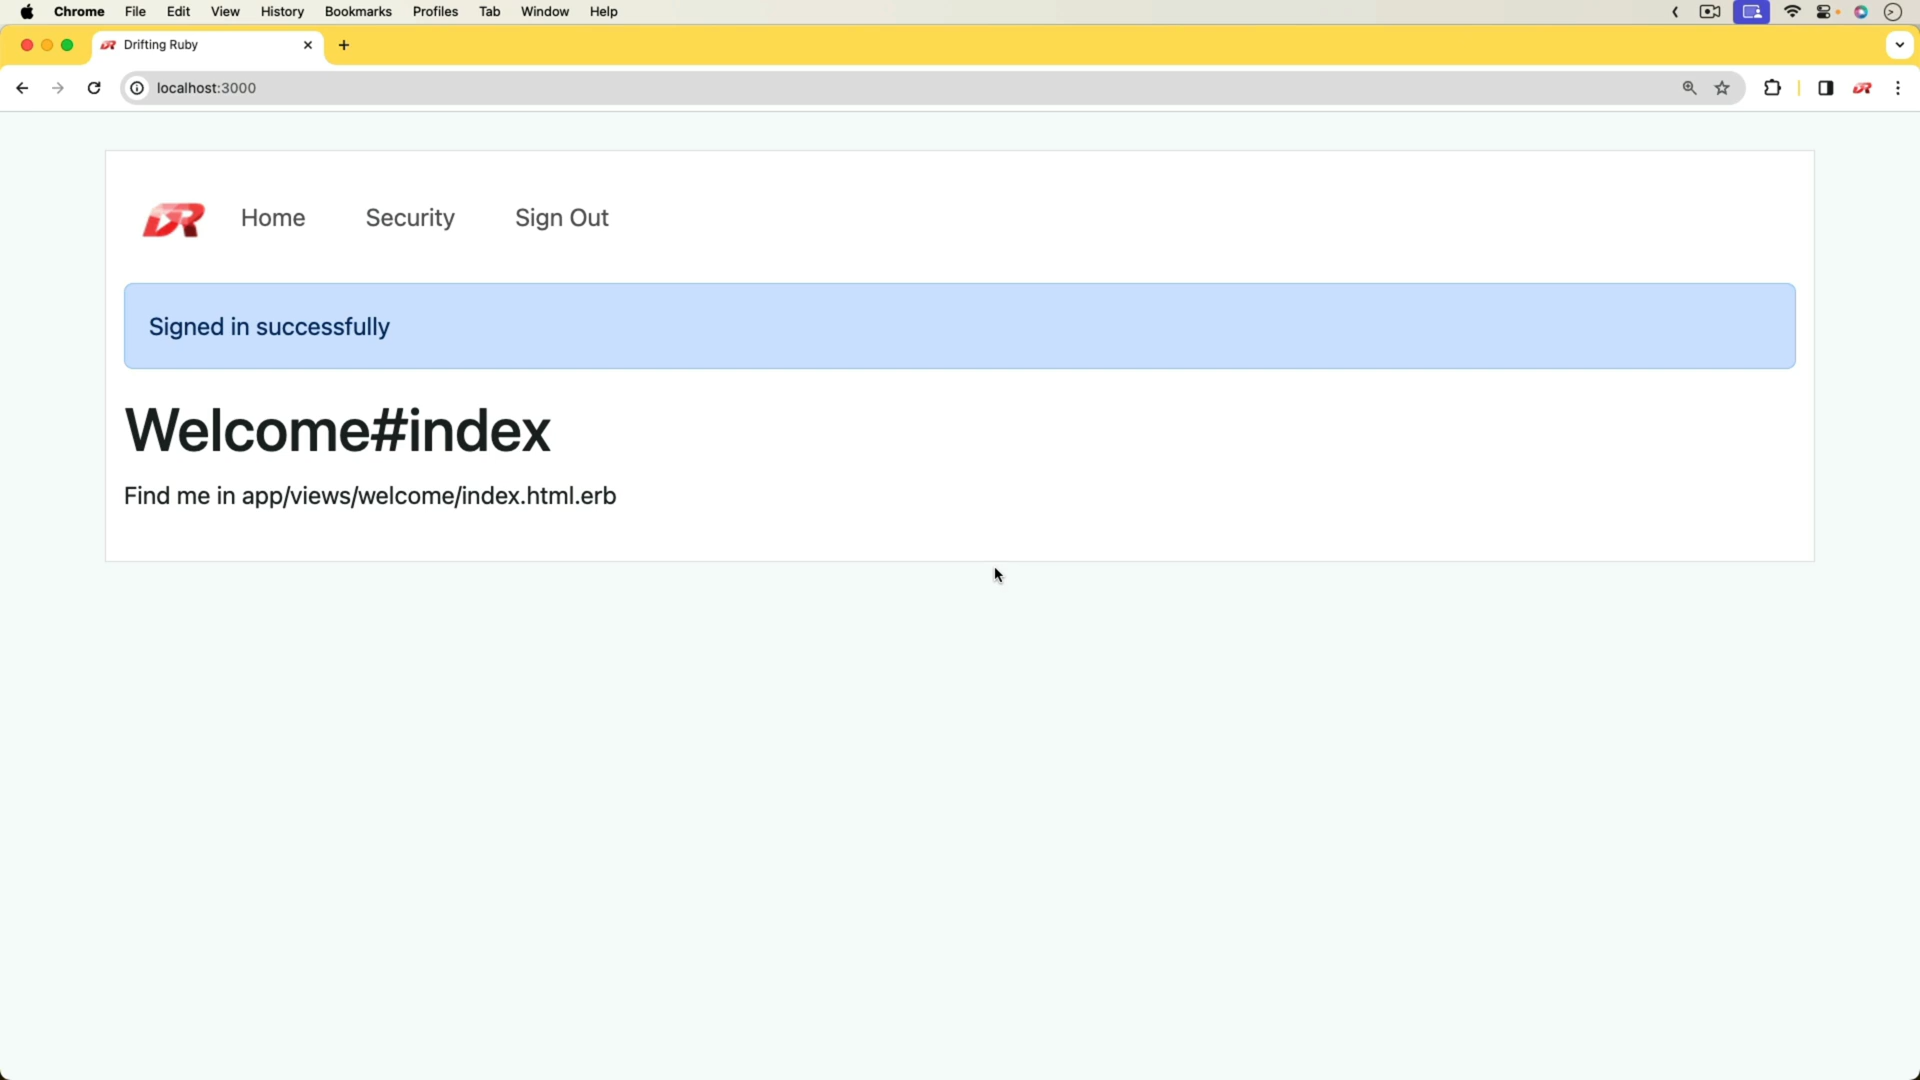 Chrome File Edit View History Bookmarks Profiles Tab Window Help
Drifting Ruby
localhost:3000
DR Home Security Sign Out
Signed in successfully
Welcome#index
Find me in app/views/welcome/index.html.erb